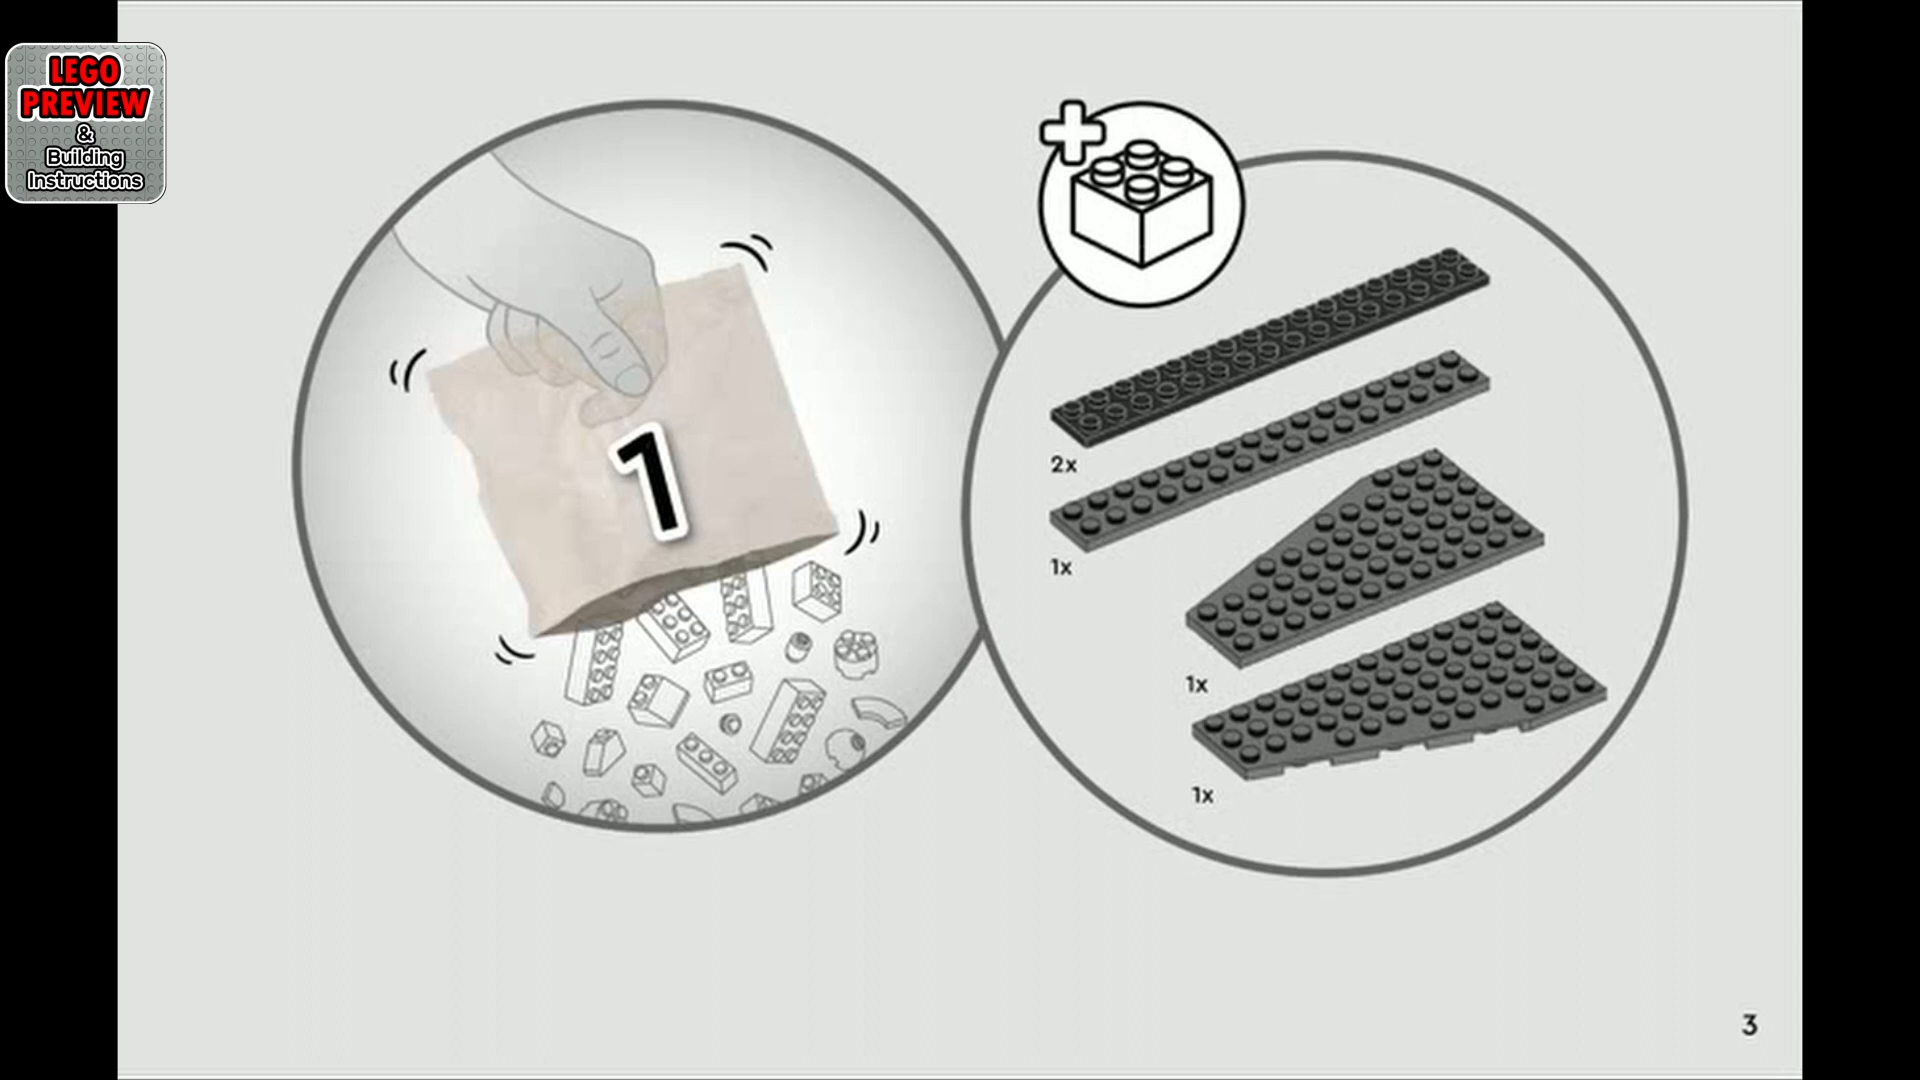 LEGO
PREVIEW
&
Building
Instructions
1
2x
1x
1x
1x
3